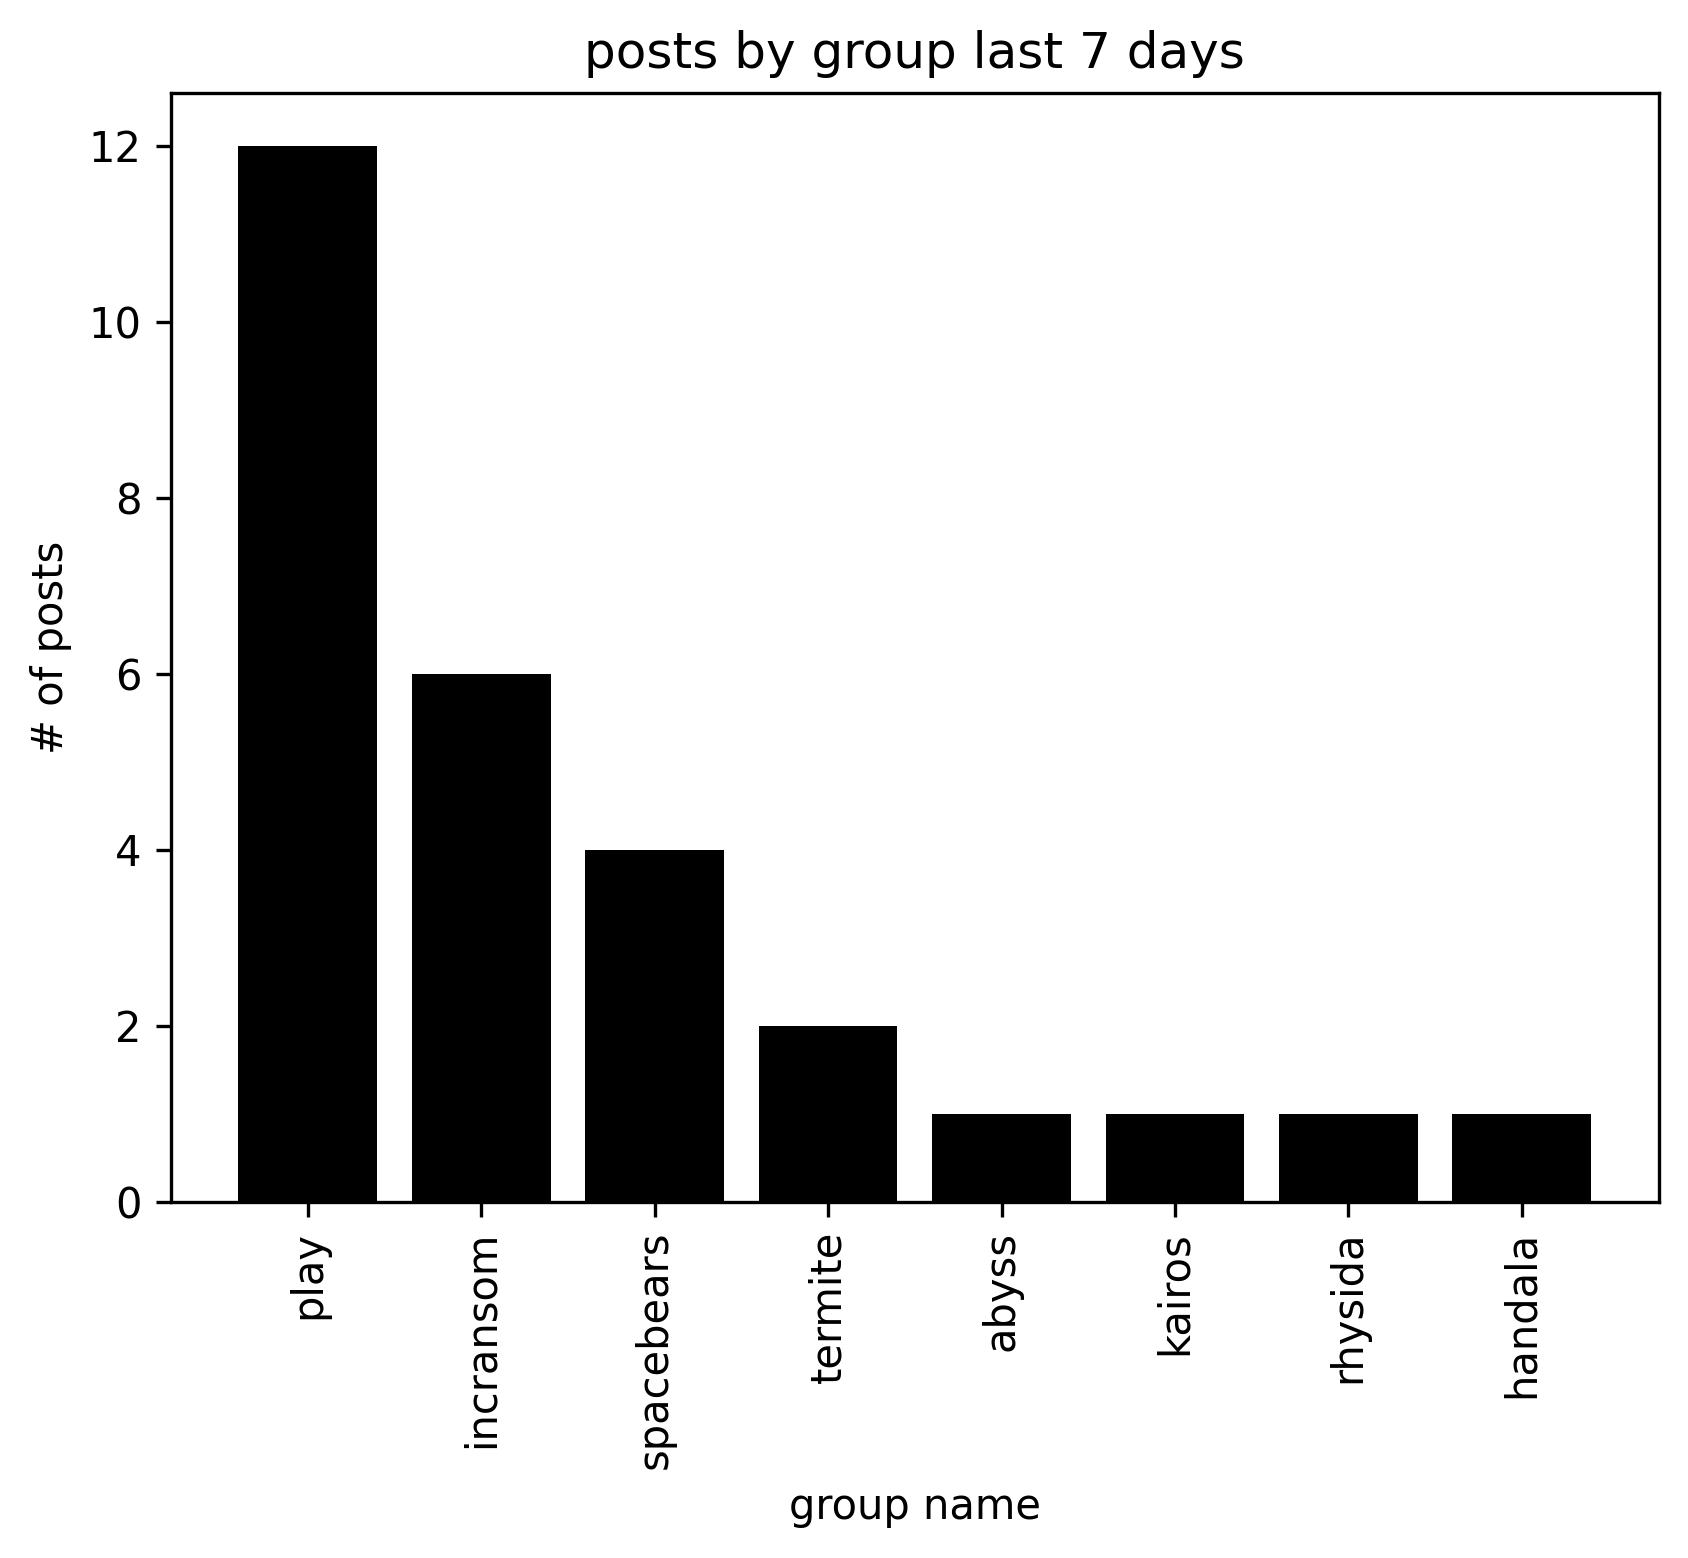 posts by group last 7 days
12
10
8
6
4
2
0
# of posts
play
incransom
spacebears
termite
abyss
kairos
rhysida
handala
group name